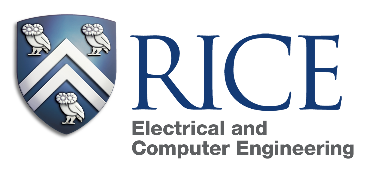 RICE
Electrical and
Computer Engineering